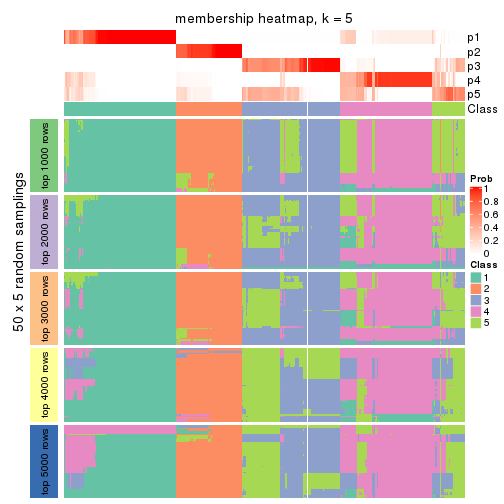 membership heatmap, k = 5
p1
p2
p3
p4
p5
Class
50 x 5 random samplings
top 1000 rows
top 2000 rows
top 3000 rows
top 4000 rows
top 5000 rows
Prob
1
0.8
0.6
0.4
0.2
0
Class
1
2
3
4
5